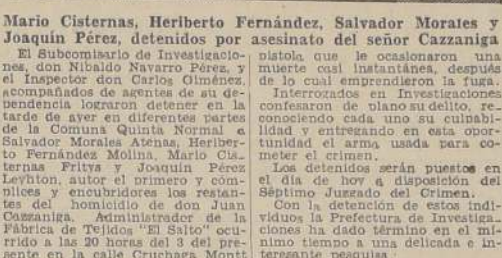 Mario Cisternas, Heriberto Fernández, Salvador Morales y
Joaquín Pérez, detenidos por asesinato del señor Cazzaniga
El Subcomisario de Investigacio-
nes, don Nibaldo Navarro Pérez, y
el Inspector don Carlos Giménez,
acompañados de agentes de su de-
pendencia lograron detener en la
tarde de ayer en diferentes partes
de la Comuna Quinta Normal a
Salvador Morales Atenas, Heriber-
to Fernández Molina, Mario Cis-
ternas Fritys y Joaquín Pérez
Leybton, autor el primero y cóm-
plices y encubridores los restan-
tes del homicidio de don Juan
Cazzaniga, Administrador de la
Fábrica de Tejidos "El Salto" ocu-
rrido a las 20 horas del 3 del pre-
sente en la calle Cruchaga Montt
pistola que le ocasionaron una
muerte casi instantánea, después
de lo cual emprendieron la fuga.
Interrogados en Investigaciones
confesaron de plano su delito, re-
conociendo cada uno su culpabi-
lidad y entregando en esta opor-
tunidad el arma usada para co-
meter el crimen.
Los detenidos serán puestos en
el día de hoy a disposición del
Séptimo Juzgado del Crimen.
Con la detención de estos indi-
viduos la Prefectura de Investiga-
ciones ha dado término en el mí-
nimo tiempo a una delicada e in-
teresante pesquisa